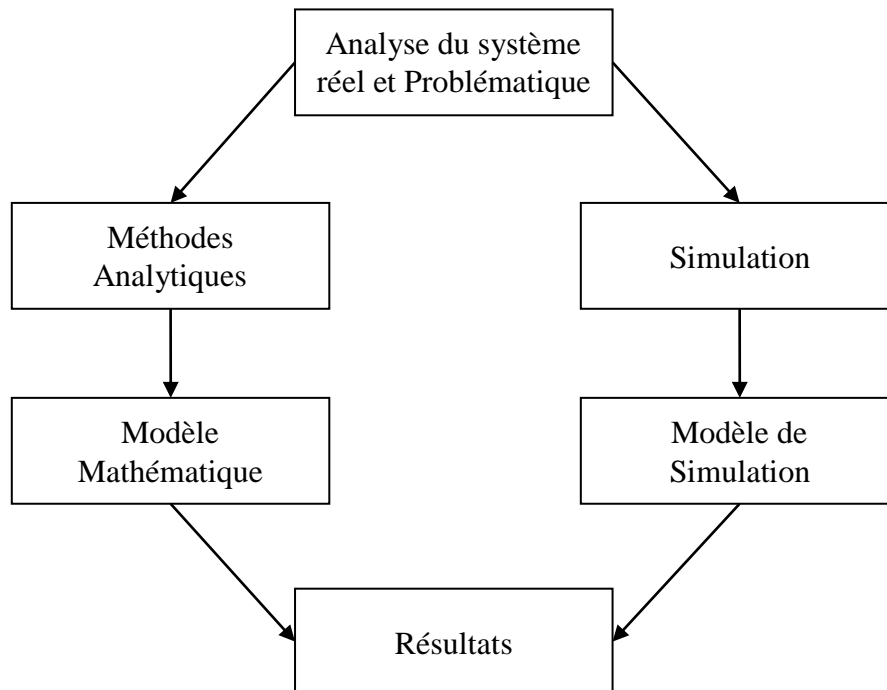 Analyse du système
réel et Problématique
Méthodes
Analytiques
Simulation
Modèle
Mathématique
Modèle de
Simulation
Résultats